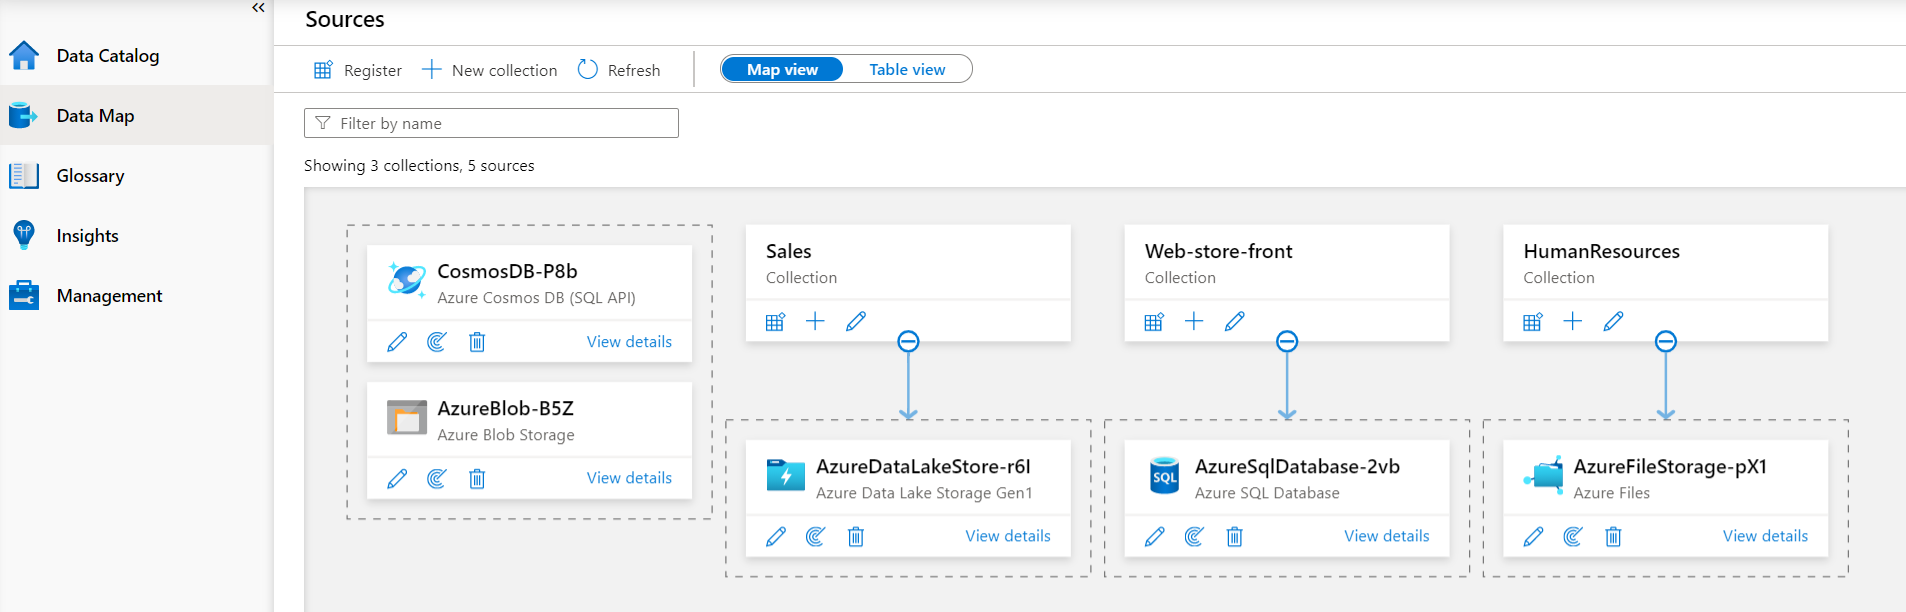 Data Catalog
Data Map
Glossary
Insights
Management
Sources
Register New collection Refresh Map view Table view
Filter by name
Showing 3 collections, 5 sources
CosmosDB-P8b
Azure Cosmos DB (SQL API)
View details
AzureBlob-B5Z
Azure Blob Storage
View details
Sales
Collection
AzureDataLakeStore-r6I
Azure Data Lake Storage Gen1
View details
Web-store-front
Collection
SQL
AzureSqlDatabase-2vb
Azure SQL Database
View details
HumanResources
Collection
AzureFileStorage-pX1
Azure Files
View details